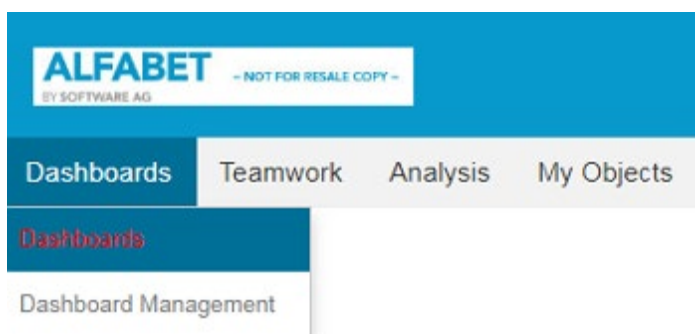 ALFABET
– NOT FOR RESALE COPY –
BY SOFTWARE AG
Dashboards Teamwork Analysis My Objects
Dashboards
Dashboard Management